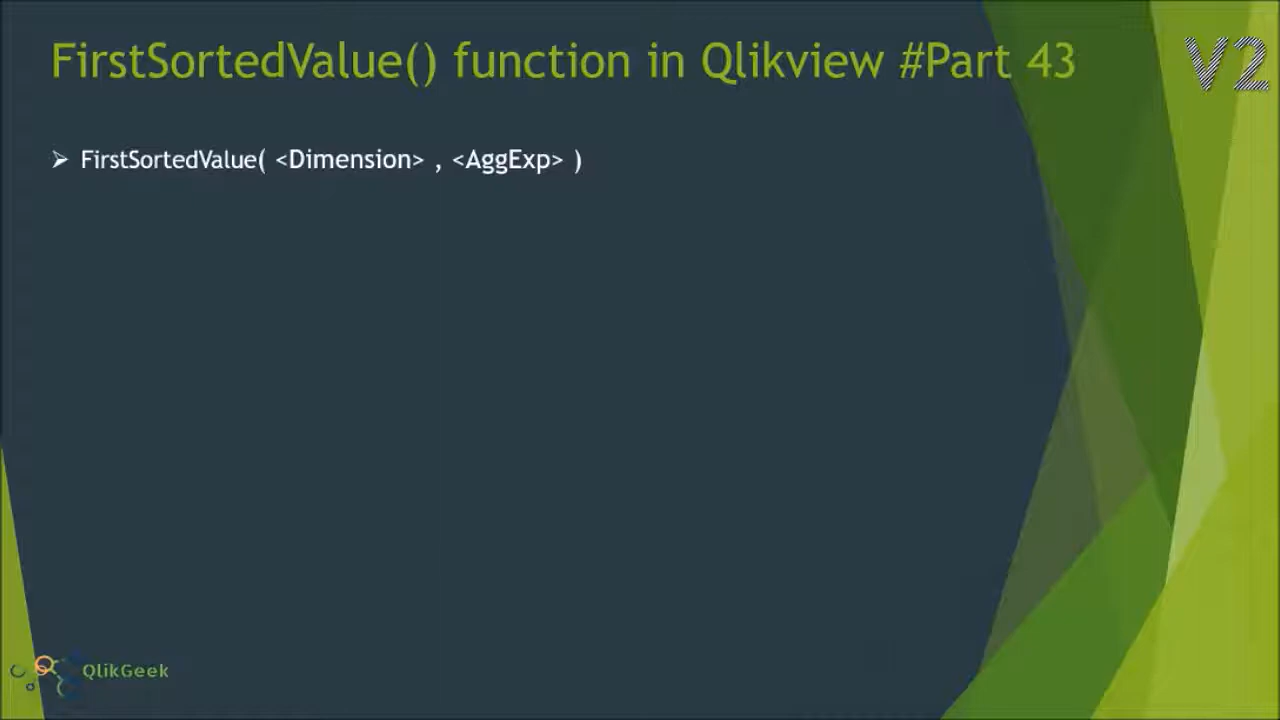 FirstSortedValue() function in Qlikview #Part 43
V2
FirstSortedValue( <Dimension> , <AggExp> )
QlikGeek